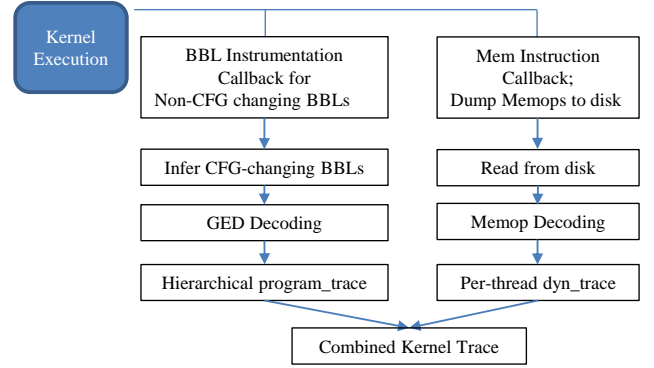 Kernel
Execution
BBL Instrumentation
Callback for
Non-CFG changing BBLs
Mem Instruction
Callback;
Dump Memops to disk
Infer CFG-changing BBLs
Read from disk
GED Decoding
Memop Decoding
Hierarchical program_trace
Per-thread dyn_trace
Combined Kernel Trace